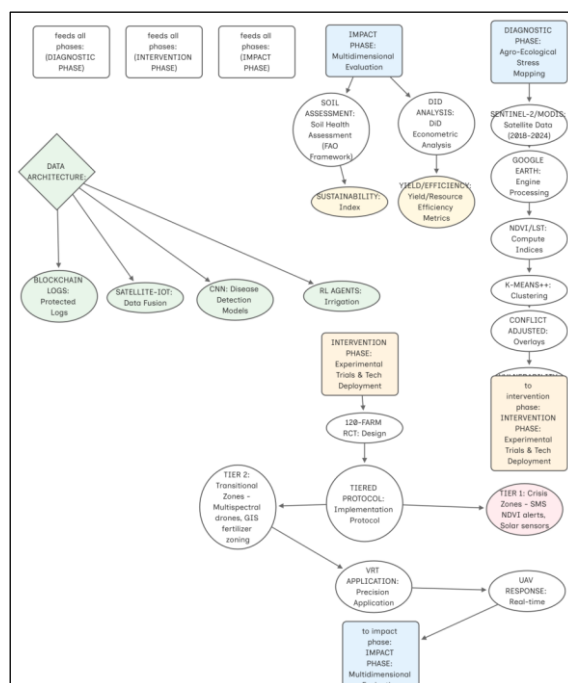 feeds all
phases:
(DIAGNOSTIC
PHASE)
feeds all
phases:
(INTERVENTION
PHASE)
feeds all
phases:
(IMPACT
PHASE)
IMPACT
PHASE:
Multidimensional
Evaluation
DIAGNOSTIC
PHASE:
Agro-Ecological
Stress
Mapping
SOIL
ASSESSMENT:
Soil Health
Assessment
(FAO
Framework)
DID
ANALYSIS:
DiD
Econometric
Analysis
SENTINEL-2/MODIS:
Satellite Data
(2018-2024)
GOOGLE
EARTH:
Engine
Processing
DATA
ARCHITECTURE:
SUSTAINABILITY:
Index
YIELD/EFFICIENCY:
Yield/Resource
Efficiency
Metrics
NDVI/LST:
Compute
Indices
BLOCKCHAIN
LOGS:
Protected
Logs
SATELLITE-IOT:
Data Fusion
CNN: Disease
Detection
Models
RL AGENTS:
Irrigation
K-MEANS++:
Clustering
CONFLICT
ADJUSTED:
Overlays
INTERVENTION
PHASE:
Experimental
Trials & Tech
Deployment
to
intervention
phase:
INTERVENTION
PHASE:
Experimental
Trials & Tech
Deployment
120-FARM
RCT: Design
TIER 2:
Transitional
Zones -
Multispectral
drones, GIS
fertilizer
zoning
TIERED
PROTOCOL:
Implementation
Protocol
TIER 1: Crisis
Zones - SMS
NDVI alerts,
Solar sensors
VRT
APPLICATION:
Precision
Application
UAV
RESPONSE:
Real-time
to impact
phase:
IMPACT
PHASE:
Multidimensional